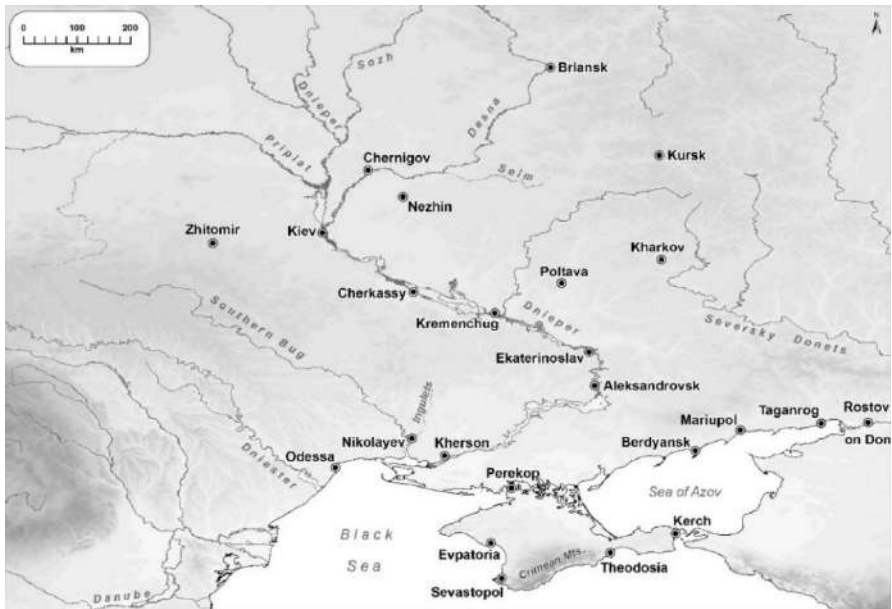 0 100 200
km
N
Sozh
Dnieper
Briansk
Desna
Pripiat
Chernigov
Seim
Kursk
Nezhin
Zhitomir
Kiev
Kharkov
Poltava
Cherkassy
Southern Bug
Dnieper
Kremenchug
Seversky Donets
Ekaterinoslav
Aleksandrovsk
Ingulets
Mariupol
Taganrog
Rostov
on Don
Nikolayev
Kherson
Berdyansk
Odessa
Dniester
Perekop
Sea of Azov
Black
Sea
Kerch
Evpatoria
Crimean Mts.
Theodosia
Sevastopol
Danube